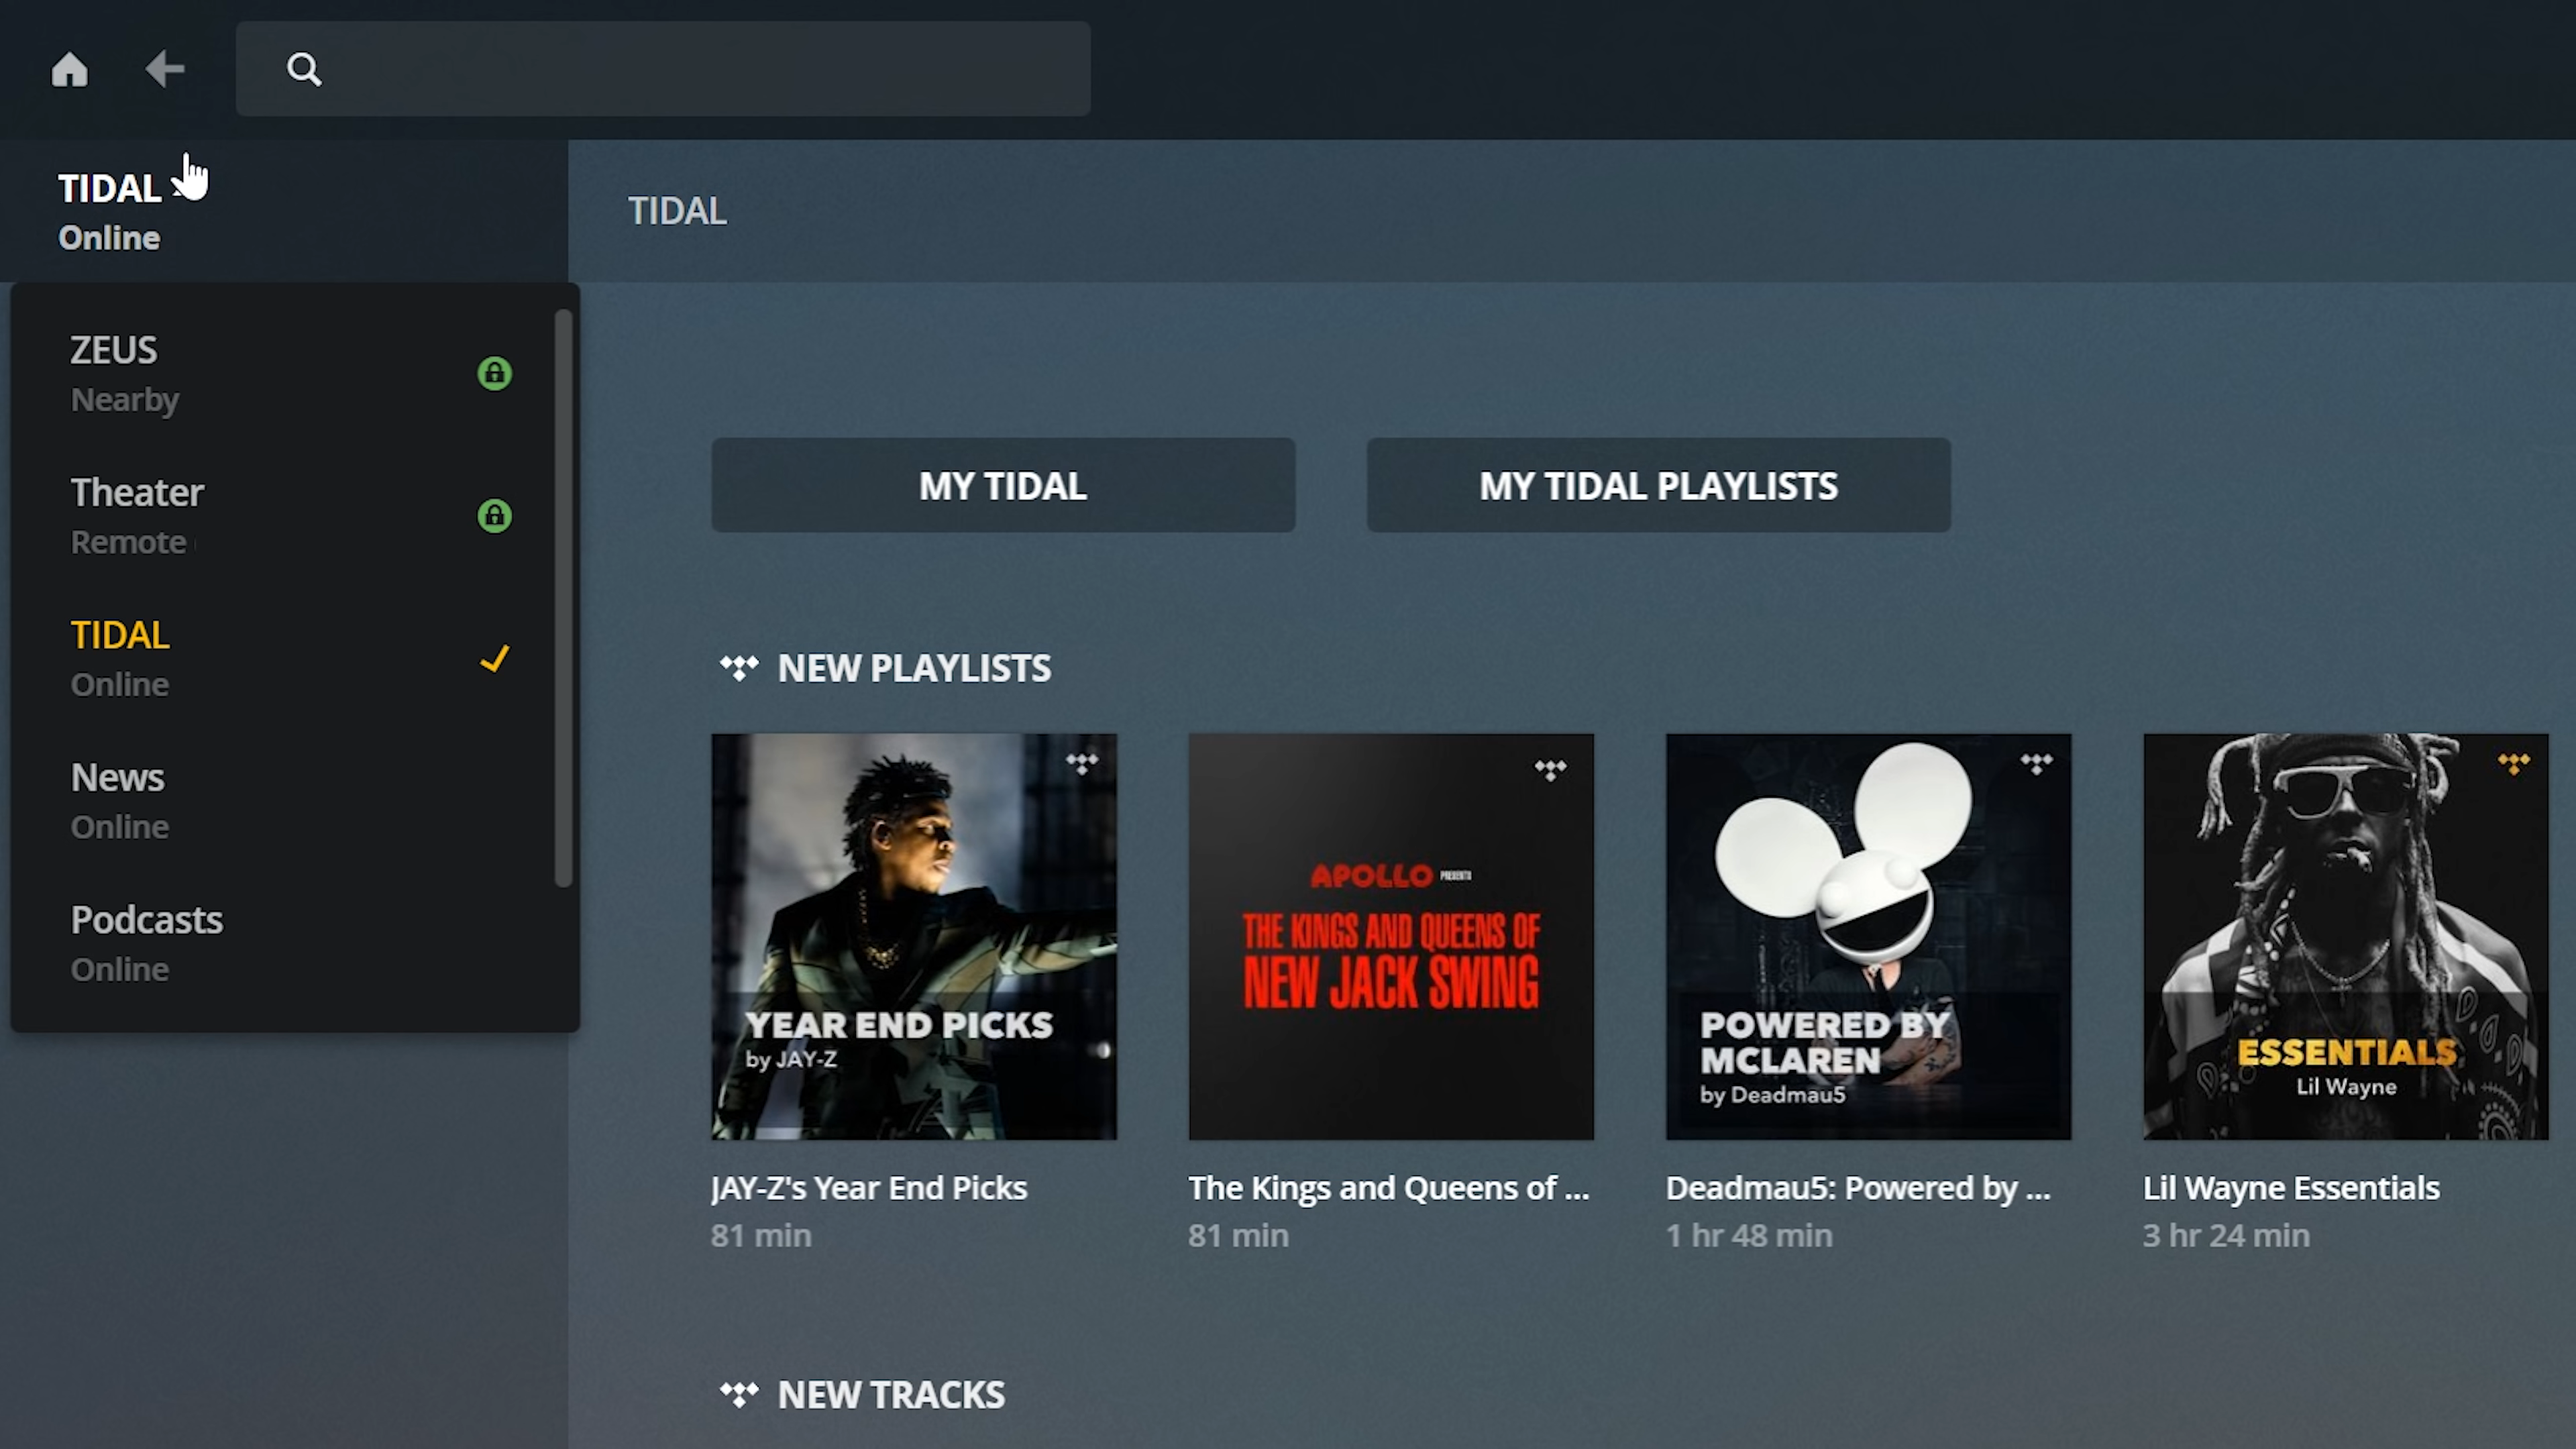 TIDAL
Online
TIDAL
ZEUS
Nearby
Theater
Remote
TIDAL
Online
News
Online
Podcasts
Online
MY TIDAL
MY TIDAL PLAYLISTS
NEW PLAYLISTS
YEAR END PICKS
by JAY-Z
JAY-Z's Year End Picks
81 min
APOLLO PRESENTS
THE KINGS AND QUEENS OF
NEW JACK SWING
The Kings and Queens of ...
81 min
POWERED BY
MCLAREN
by Deadmau5
Deadmau5: Powered by ...
1 hr 48 min
ESSENTIALS
Lil Wayne
Lil Wayne Essentials
3 hr 24 min
NEW TRACKS